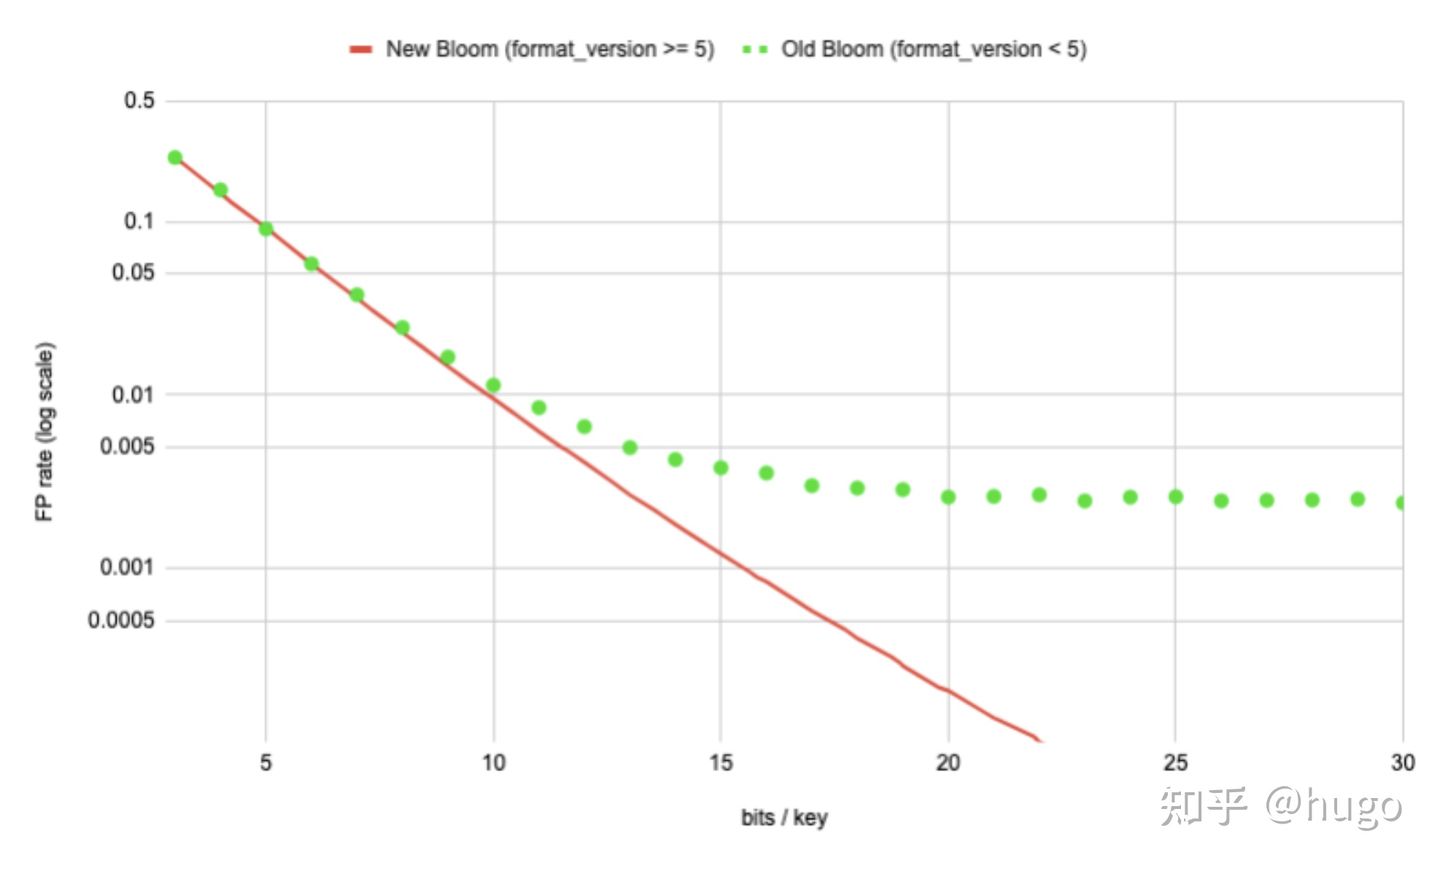 New Bloom (format_version >= 5) Old Bloom (format_version < 5)
0.5
0.1
0.05
0.01
0.005
0.001
0.0005
FP rate (log scale)
5 10 15 20 25 30
bits / key
知乎 @hugo